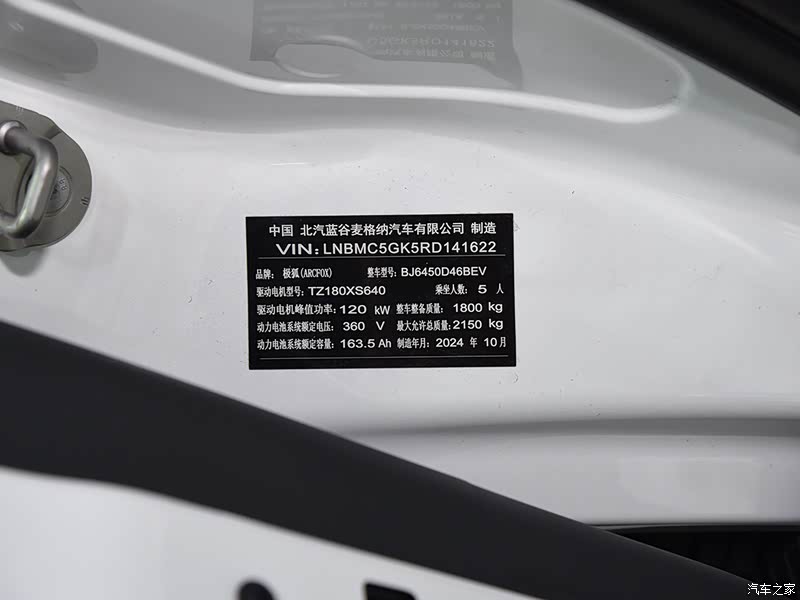 中国 北汽蓝谷麦格纳汽车有限公司 制造
VIN: LNBMC5GK5RD141622
品牌: 极狐(ARCFOX) 整车型号: BJ6450D46BEV
驱动电机型号: TZ180XS640 乘坐人数: 5 人
驱动电机峰值功率: 120 kW 整车整备质量: 1800 kg
动力电池系统额定电压: 360 V 最大允许总质量: 2150 kg
动力电池系统额定容量: 163.5 Ah 制造年月: 2024 年 10 月
汽车之家